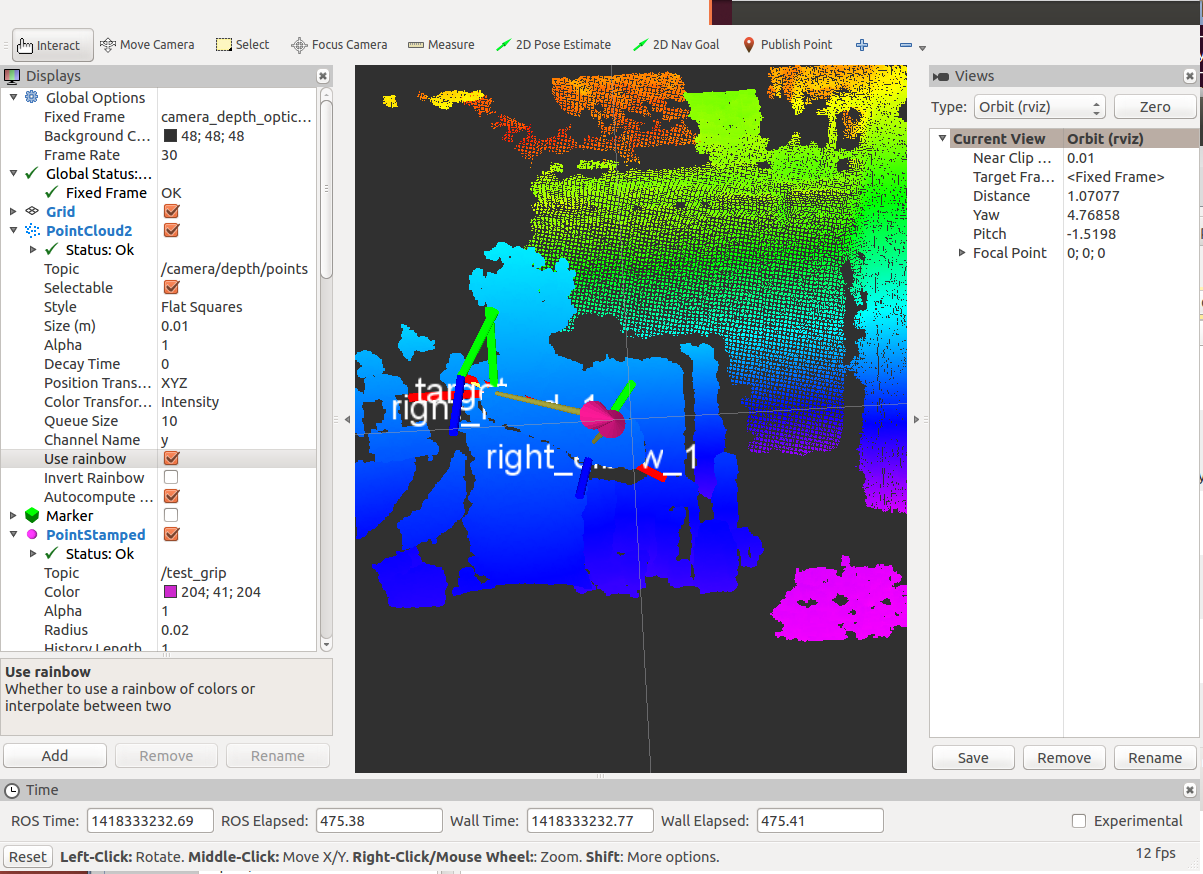 Interact Move Camera Select Focus Camera Measure 2D Pose Estimate 2D Nav Goal Publish Point
Displays
Global Options
Fixed Frame camera_depth_optic...
Background C... 48; 48; 48
Frame Rate 30
Global Status:...
Fixed Frame OK
Grid
PointCloud2
Status: Ok
Topic /camera/depth/points
Selectable
Style Flat Squares
Size (m) 0.01
Alpha 1
Decay Time 0
Position Trans... XYZ
Color Transfor... Intensity
Queue Size 10
Channel Name y
Use rainbow
Invert Rainbow
Autocompute ...
Marker
PointStamped
Status: Ok
Topic /test_grip
Color 204; 41; 204
Alpha 1
Radius 0.02
History Length 1
Use rainbow
Whether to use a rainbow of colors or
interpolate between two
Add Remove Rename
Views
Type: Orbit (rviz) Zero
Current View Orbit (rviz)
Near Clip ... 0.01
Target Fra... <Fixed Frame>
Distance 1.07077
Yaw 4.76858
Pitch -1.5198
Focal Point 0; 0; 0
Save Remove Rename
Time
ROS Time: 1418333232.69 ROS Elapsed: 475.38 Wall Time: 1418333232.77 Wall Elapsed: 475.41 Experimental
Reset Left-Click: Rotate. Middle-Click: Move X/Y. Right-Click/Mouse Wheel:: Zoom. Shift: More options. 12 fps